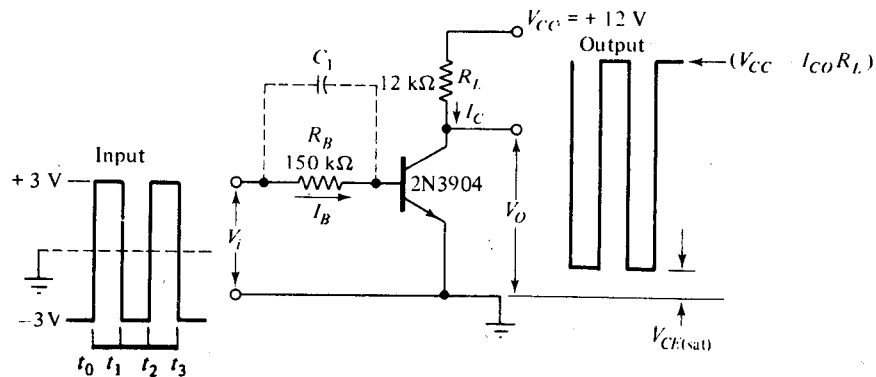 V_CC = + 12 V
Output
(V_CC I_CO R_L)
C_1
12 kΩ
R_L
I_C
R_B
150 kΩ
Input
2N3904
+ 3 V
I_B
V_i
V_O
−3V
V_CE(sat)
t_0 t_1 t_2 t_3